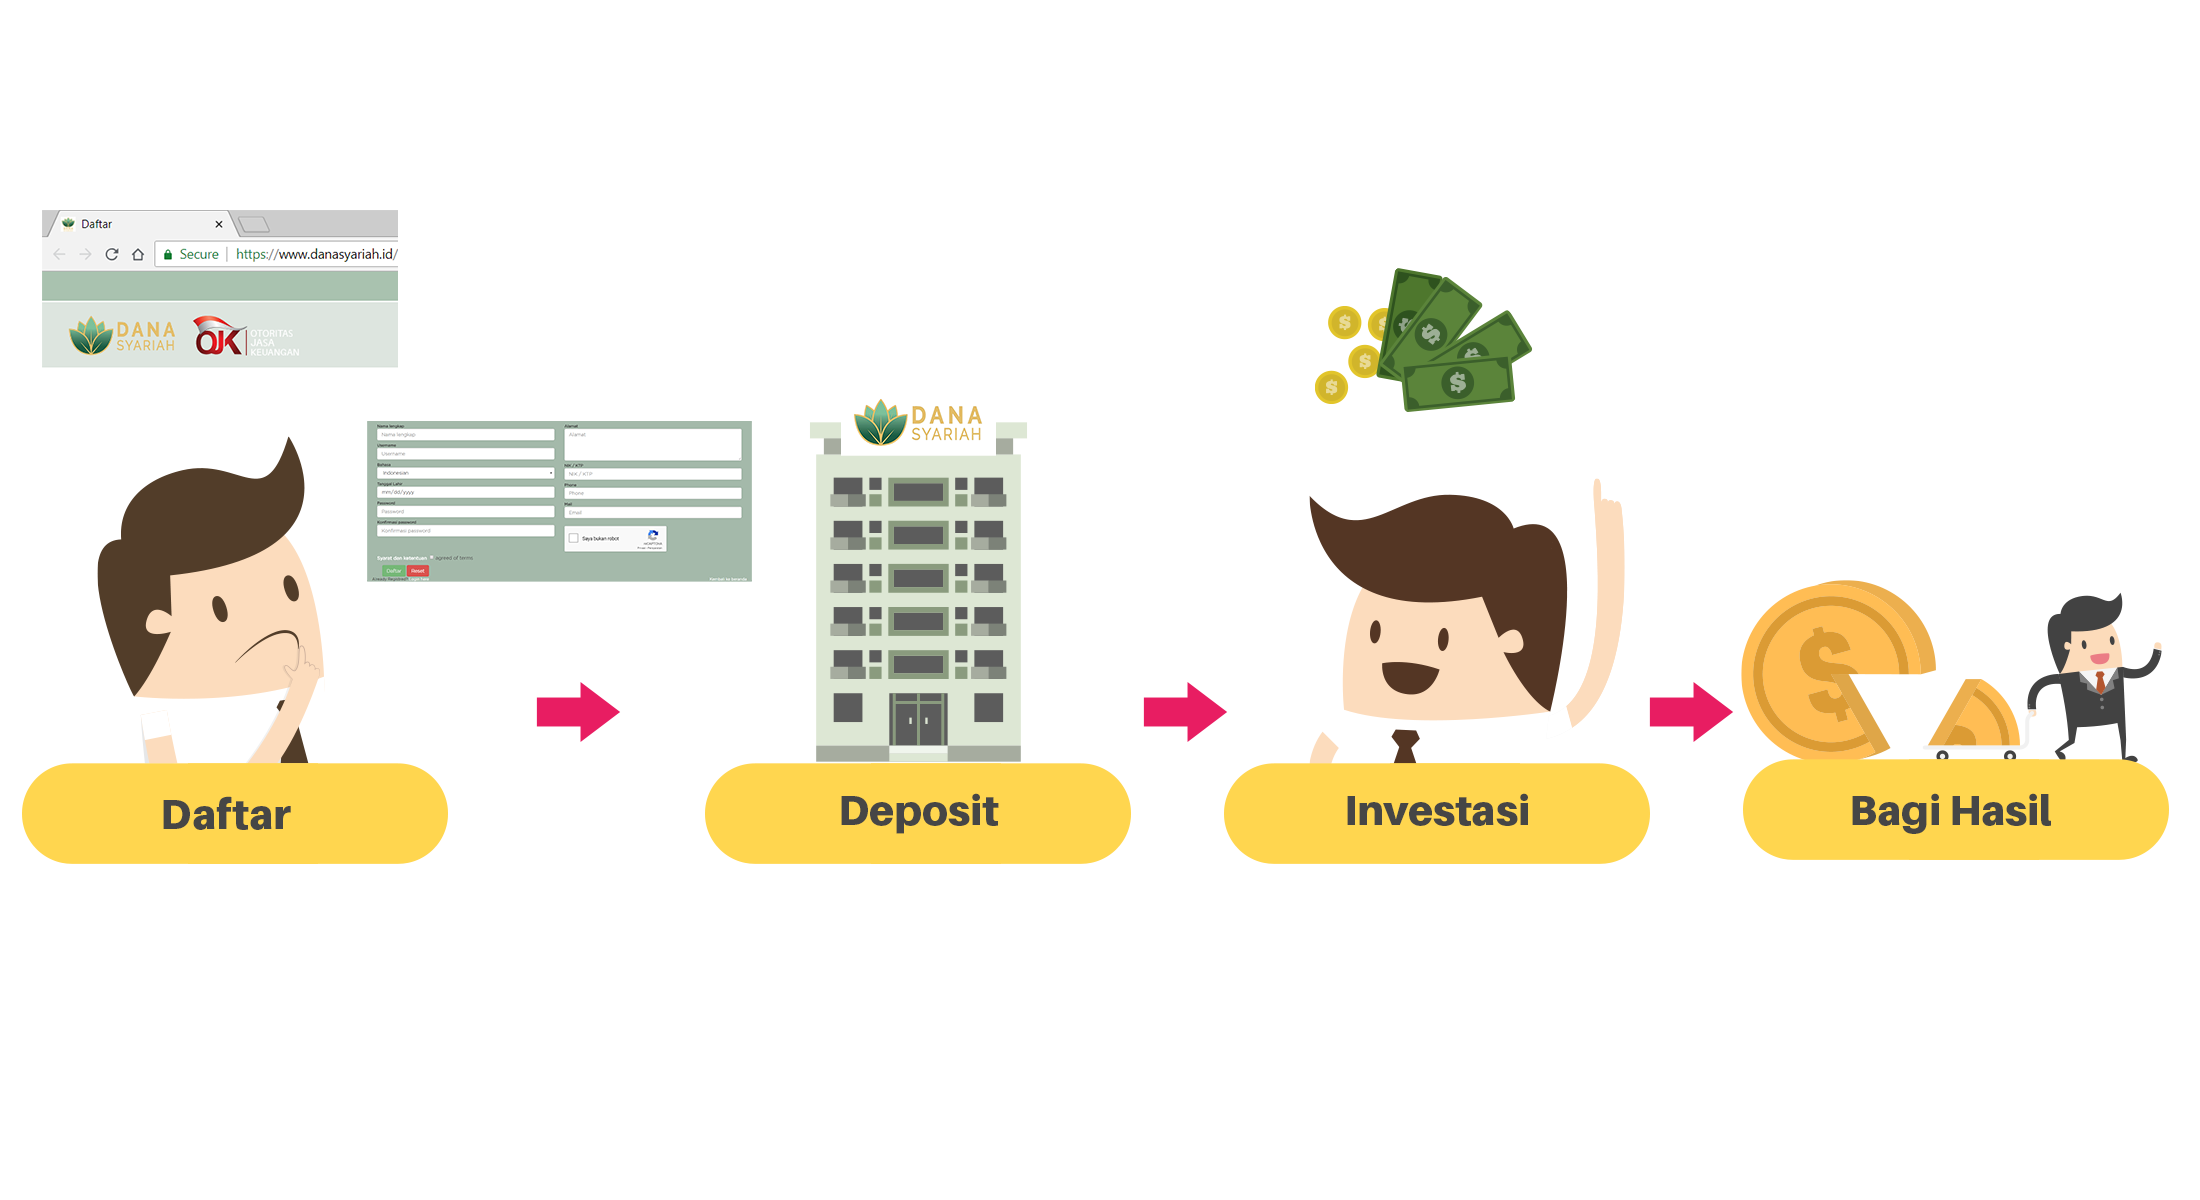 Daftar
Secure
https://www.danasyariah.id/
DANA
SYARIAH
OJK
OTORITAS
JASA
KEUANGAN
Nama lengkap
Nama lengkap
Username
Username
Bahasa
Indonesian
Tanggal Lahir
mm/dd/yyyy
Password
Password
Konfirmasi password
Konfirmasi password
Syarat dan ketentuan agreed of terms
Daftar
Reset
Alamat
Alamat
NIK / KTP
NIK / KTP
Phone
Phone
Mail
Email
Saya bukan robot
reCAPTCHA
DANA
SYARIAH
Daftar
Deposit
Investasi
Bagi Hasil